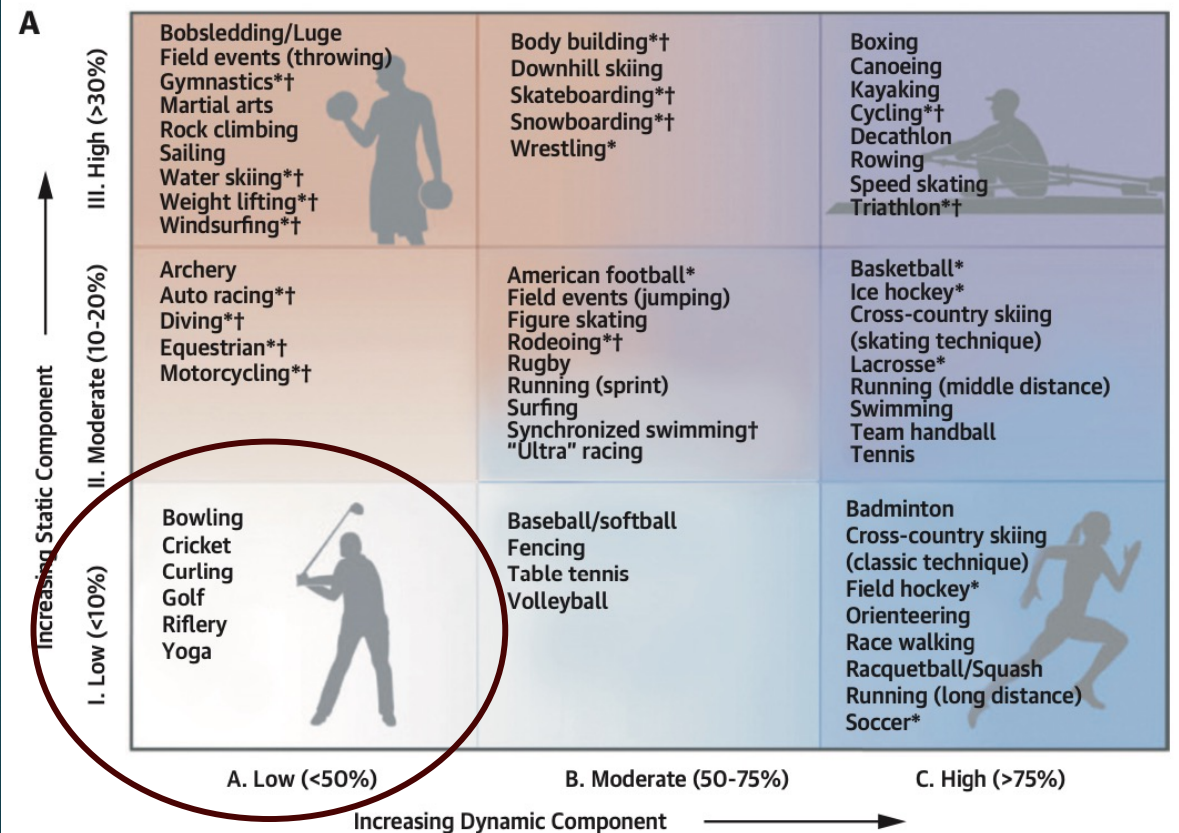 A
III. High (>30%)
Bobsledding/Luge
Field events (throwing)
Gymnastics*†
Martial arts
Rock climbing
Sailing
Water skiing*†
Weight lifting*†
Windsurfing*†
Body building*†
Downhill skiing
Skateboarding*†
Snowboarding*†
Wrestling*
Boxing
Canoeing
Kayaking
Cycling*†
Decathlon
Rowing
Speed skating
Triathlon*†
II. Moderate (10-20%)
Archery
Auto racing*†
Diving*†
Equestrian*†
Motorcycling*†
American football*
Field events (jumping)
Figure skating
Rodeoing*†
Rugby
Running (sprint)
Surfing
Synchronized swimming†
“Ultra” racing
Basketball*
Ice hockey*
Cross-country skiing
(skating technique)
Lacrosse*
Running (middle distance)
Swimming
Team handball
Tennis
I. Low (<10%)
Bowling
Cricket
Curling
Golf
Riflery
Yoga
Baseball/softball
Fencing
Table tennis
Volleyball
Badminton
Cross-country skiing
(classic technique)
Field hockey*
Orienteering
Race walking
Racquetball/Squash
Running (long distance)
Soccer*
Increasing Static Component
A. Low (<50%)
B. Moderate (50-75%)
C. High (>75%)
Increasing Dynamic Component